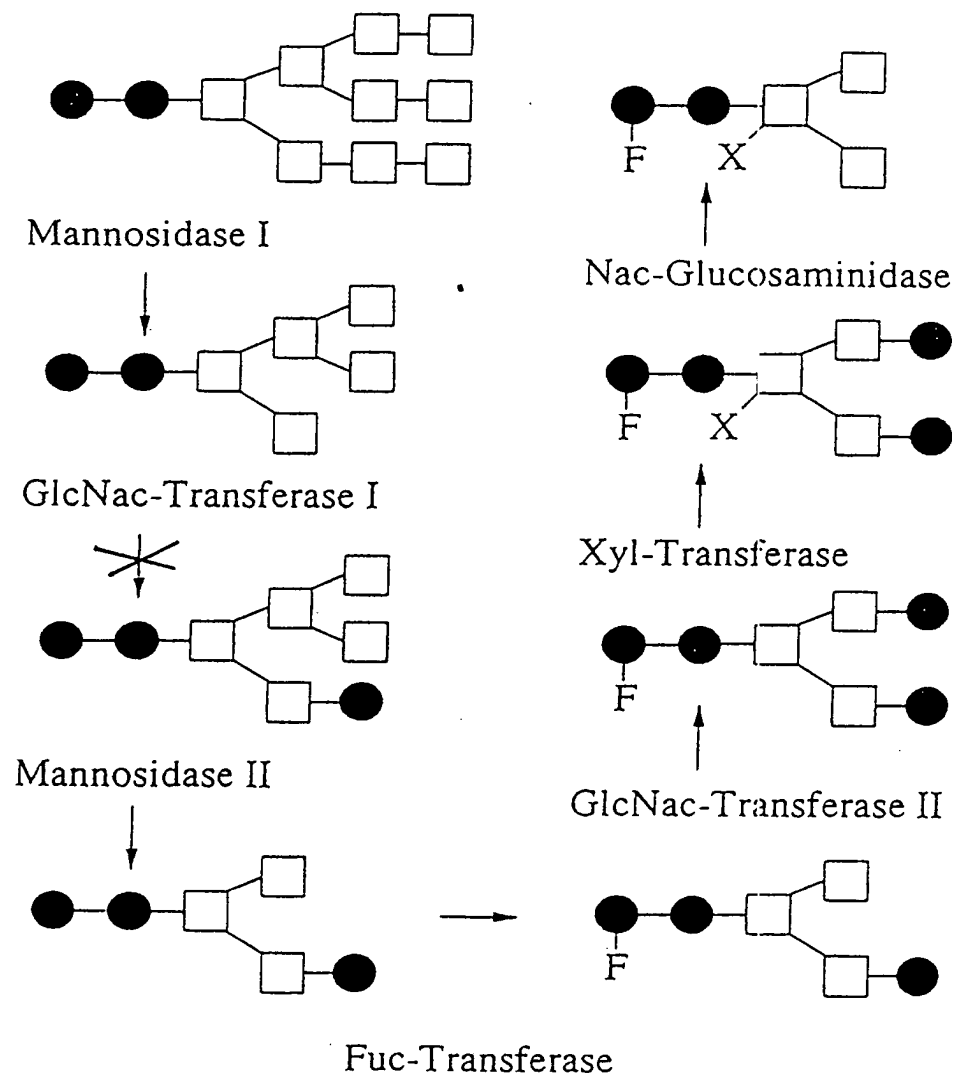 Mannosidase I
GlcNac-Transferase I
Mannosidase II
Fuc-Transferase
F
GlcNac-Transferase II
F
Xyl-Transferase
F X
Nac-Glucosaminidase
F X